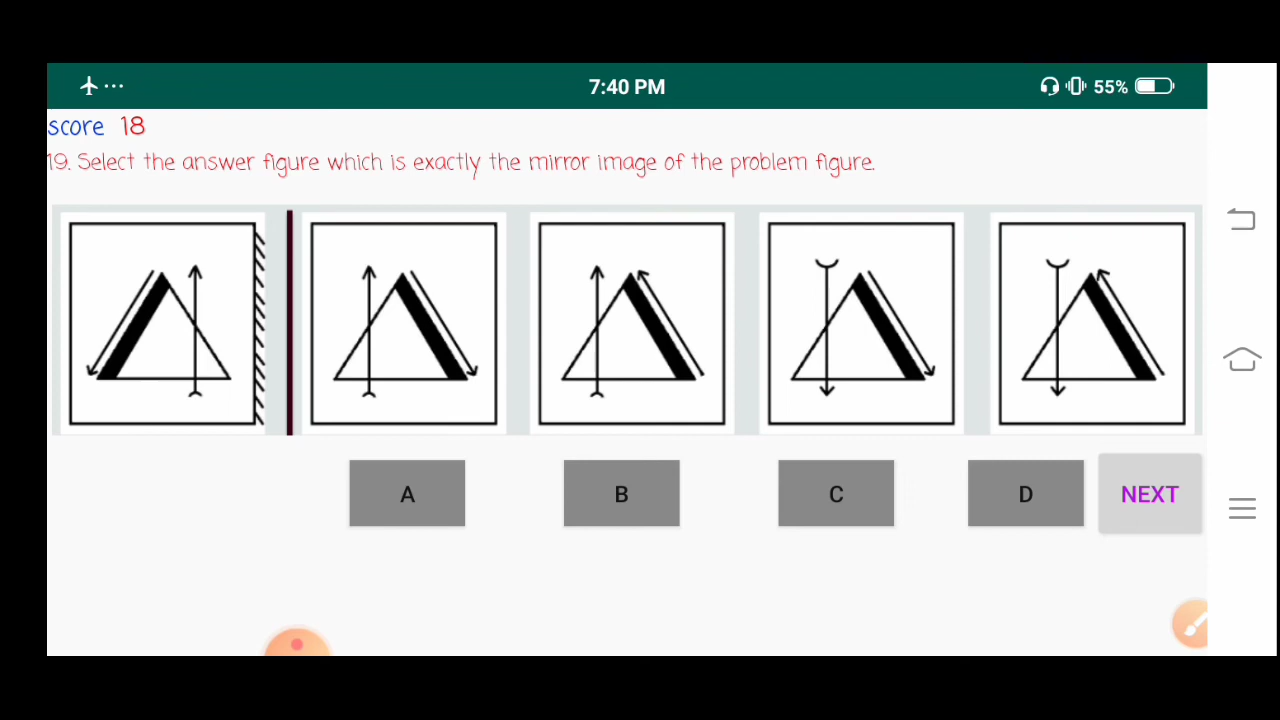 7:40 PM
55%
score 18
19. Select the answer figure which is exactly the mirror image of the problem figure.
A
B
C
D
NEXT